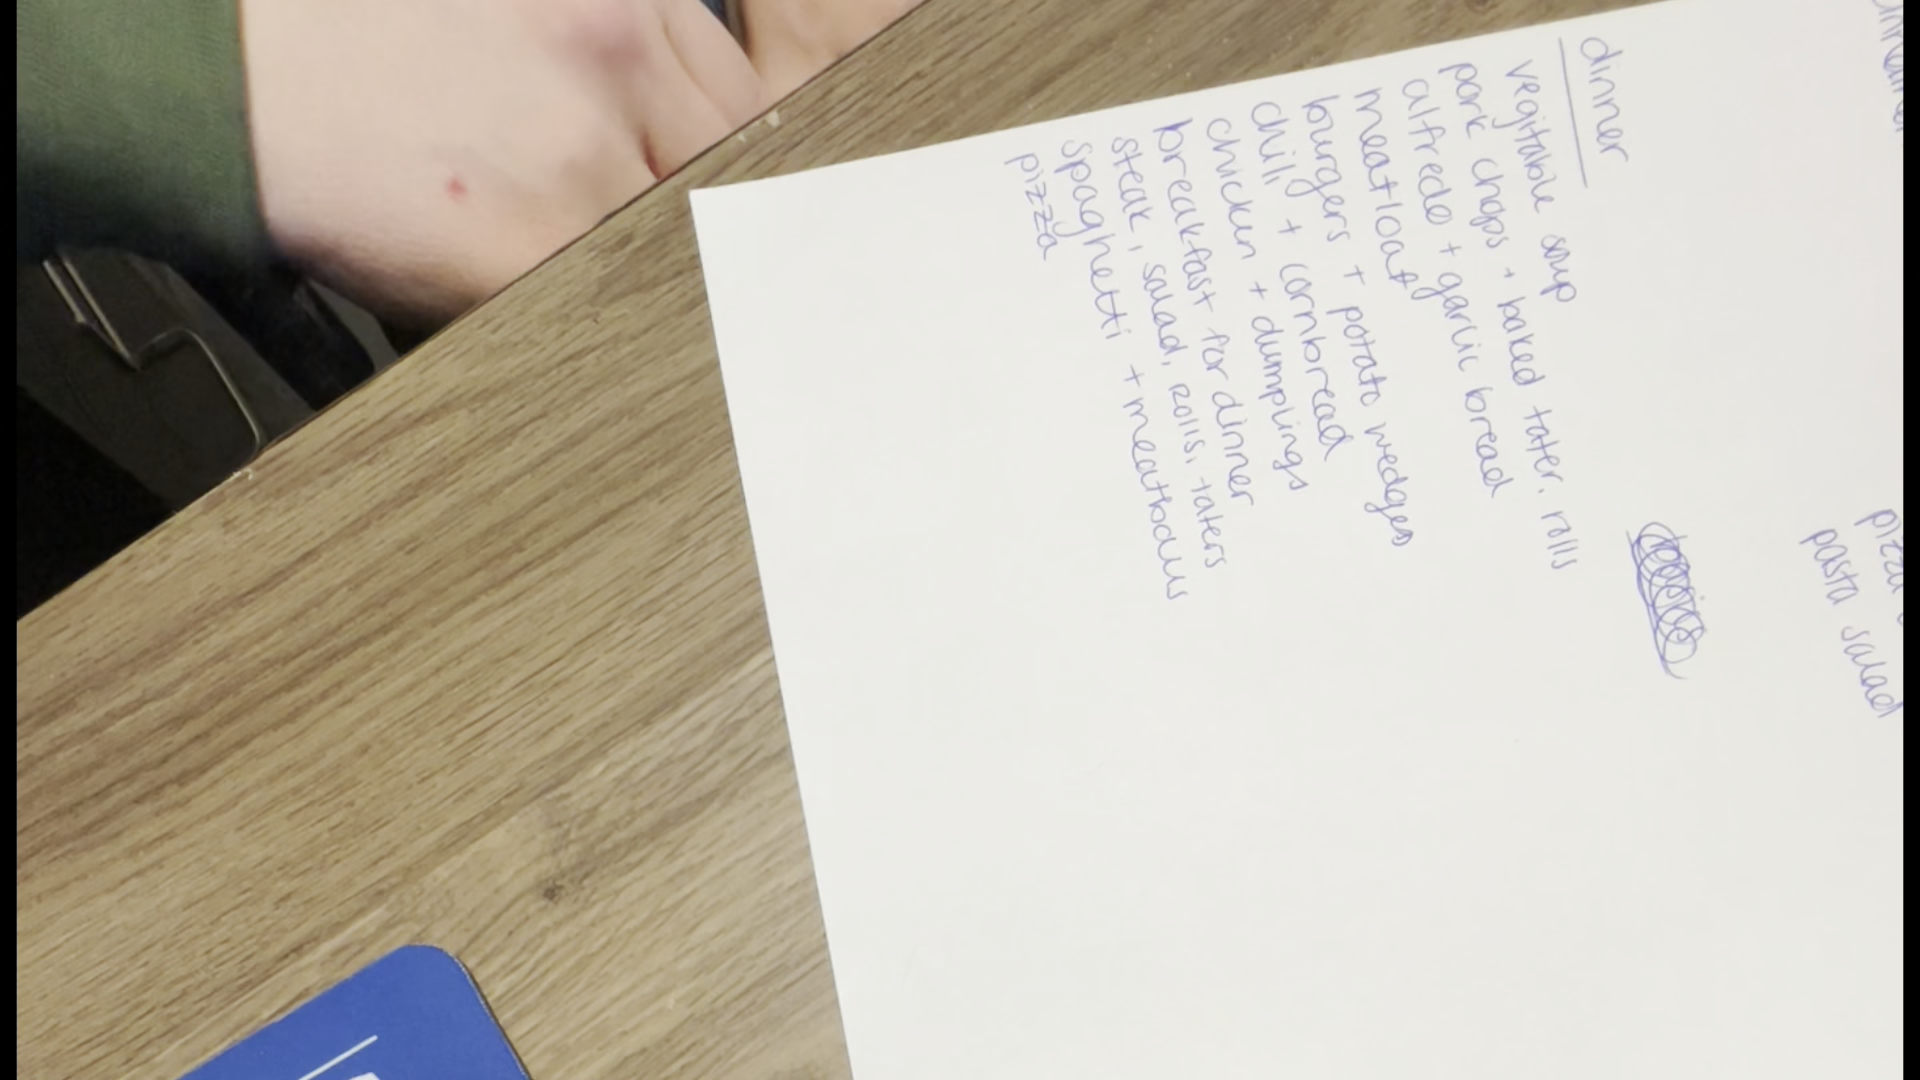 dinner
vegitable soup
pork chops + baked tater, rolls
alfredo + garlic bread
meatloaf
burgers + potato wedges
chili + cornbread
chicken + dumplings
breakfast for dinner
steak, salad, rolls, taters
spaghetti + meatballs
pizza
pizza
pasta salad